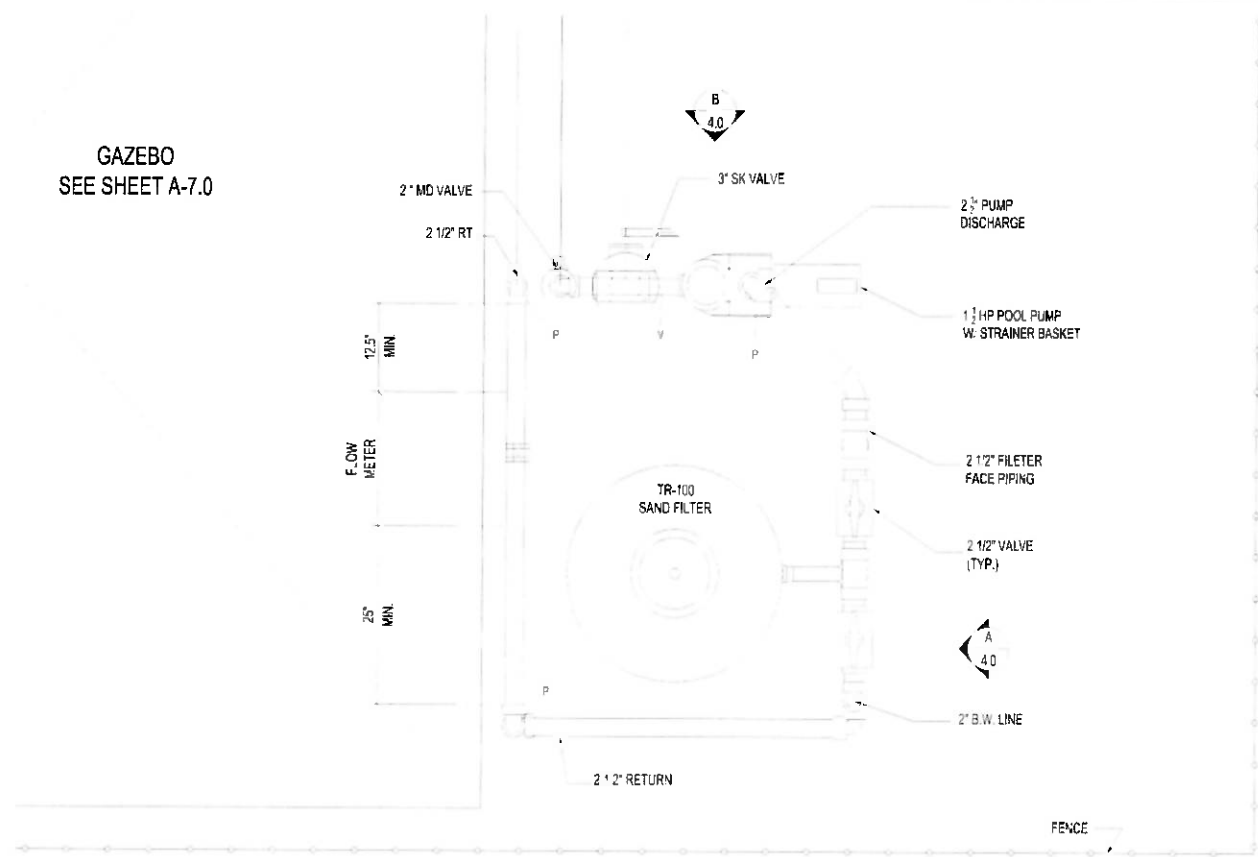 B
4.0
GAZEBO
SEE SHEET A-7.0
2" MD VALVE
3" SK VALVE
2 1/2" RT
2 1/2" PUMP
DISCHARGE
1 1/2 HP POOL PUMP
W. STRAINER BASKET
12.5"
MIN.
P
V
P
FLOW
METER
2 1/2" FILETER
FACE PIPING
TR-100
SAND FILTER
2 1/2" VALVE
(TYP.)
25"
MIN.
A
4.0
P
2" B.W. LINE
2 1/2" RETURN
FENCE